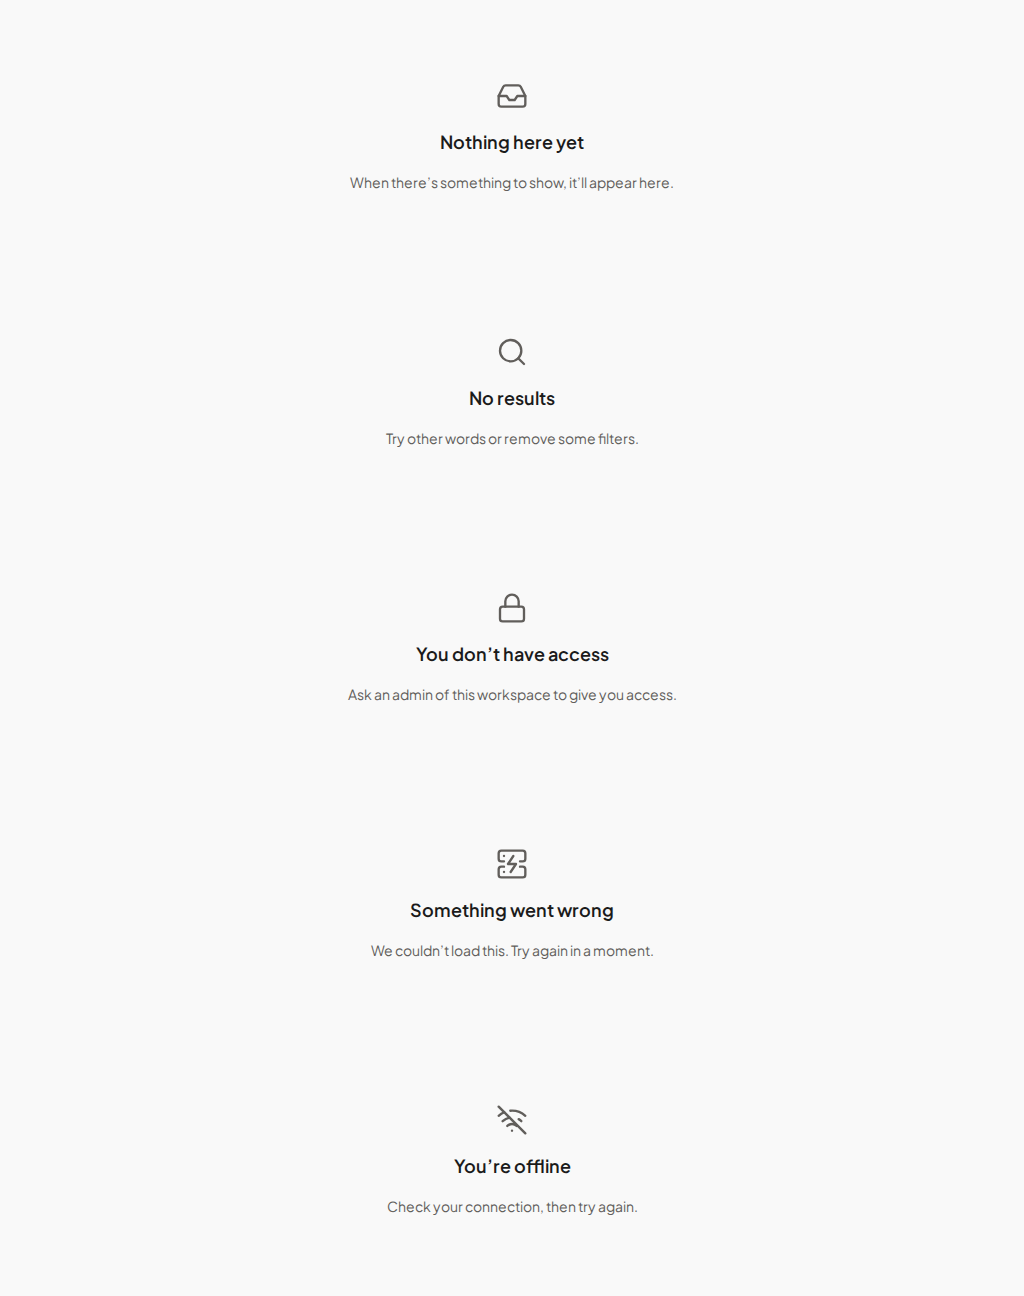 Nothing here yet
When there’s something to show, it’ll appear here.
No results
Try other words or remove some filters.
You don’t have access
Ask an admin of this workspace to give you access.
Something went wrong
We couldn’t load this. Try again in a moment.
You’re offline
Check your connection, then try again.